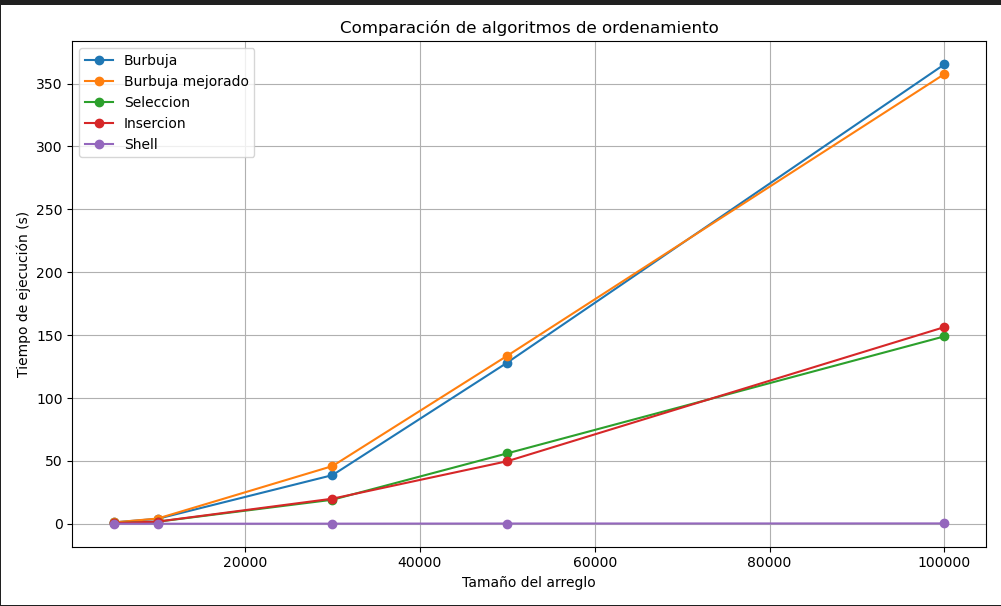 Comparación de algoritmos de ordenamiento
Burbuja
Burbuja mejorado
Seleccion
Insercion
Shell
350
300
250
200
150
100
50
0
Tiempo de ejecución (s)
20000
40000
60000
80000
100000
Tamaño del arreglo